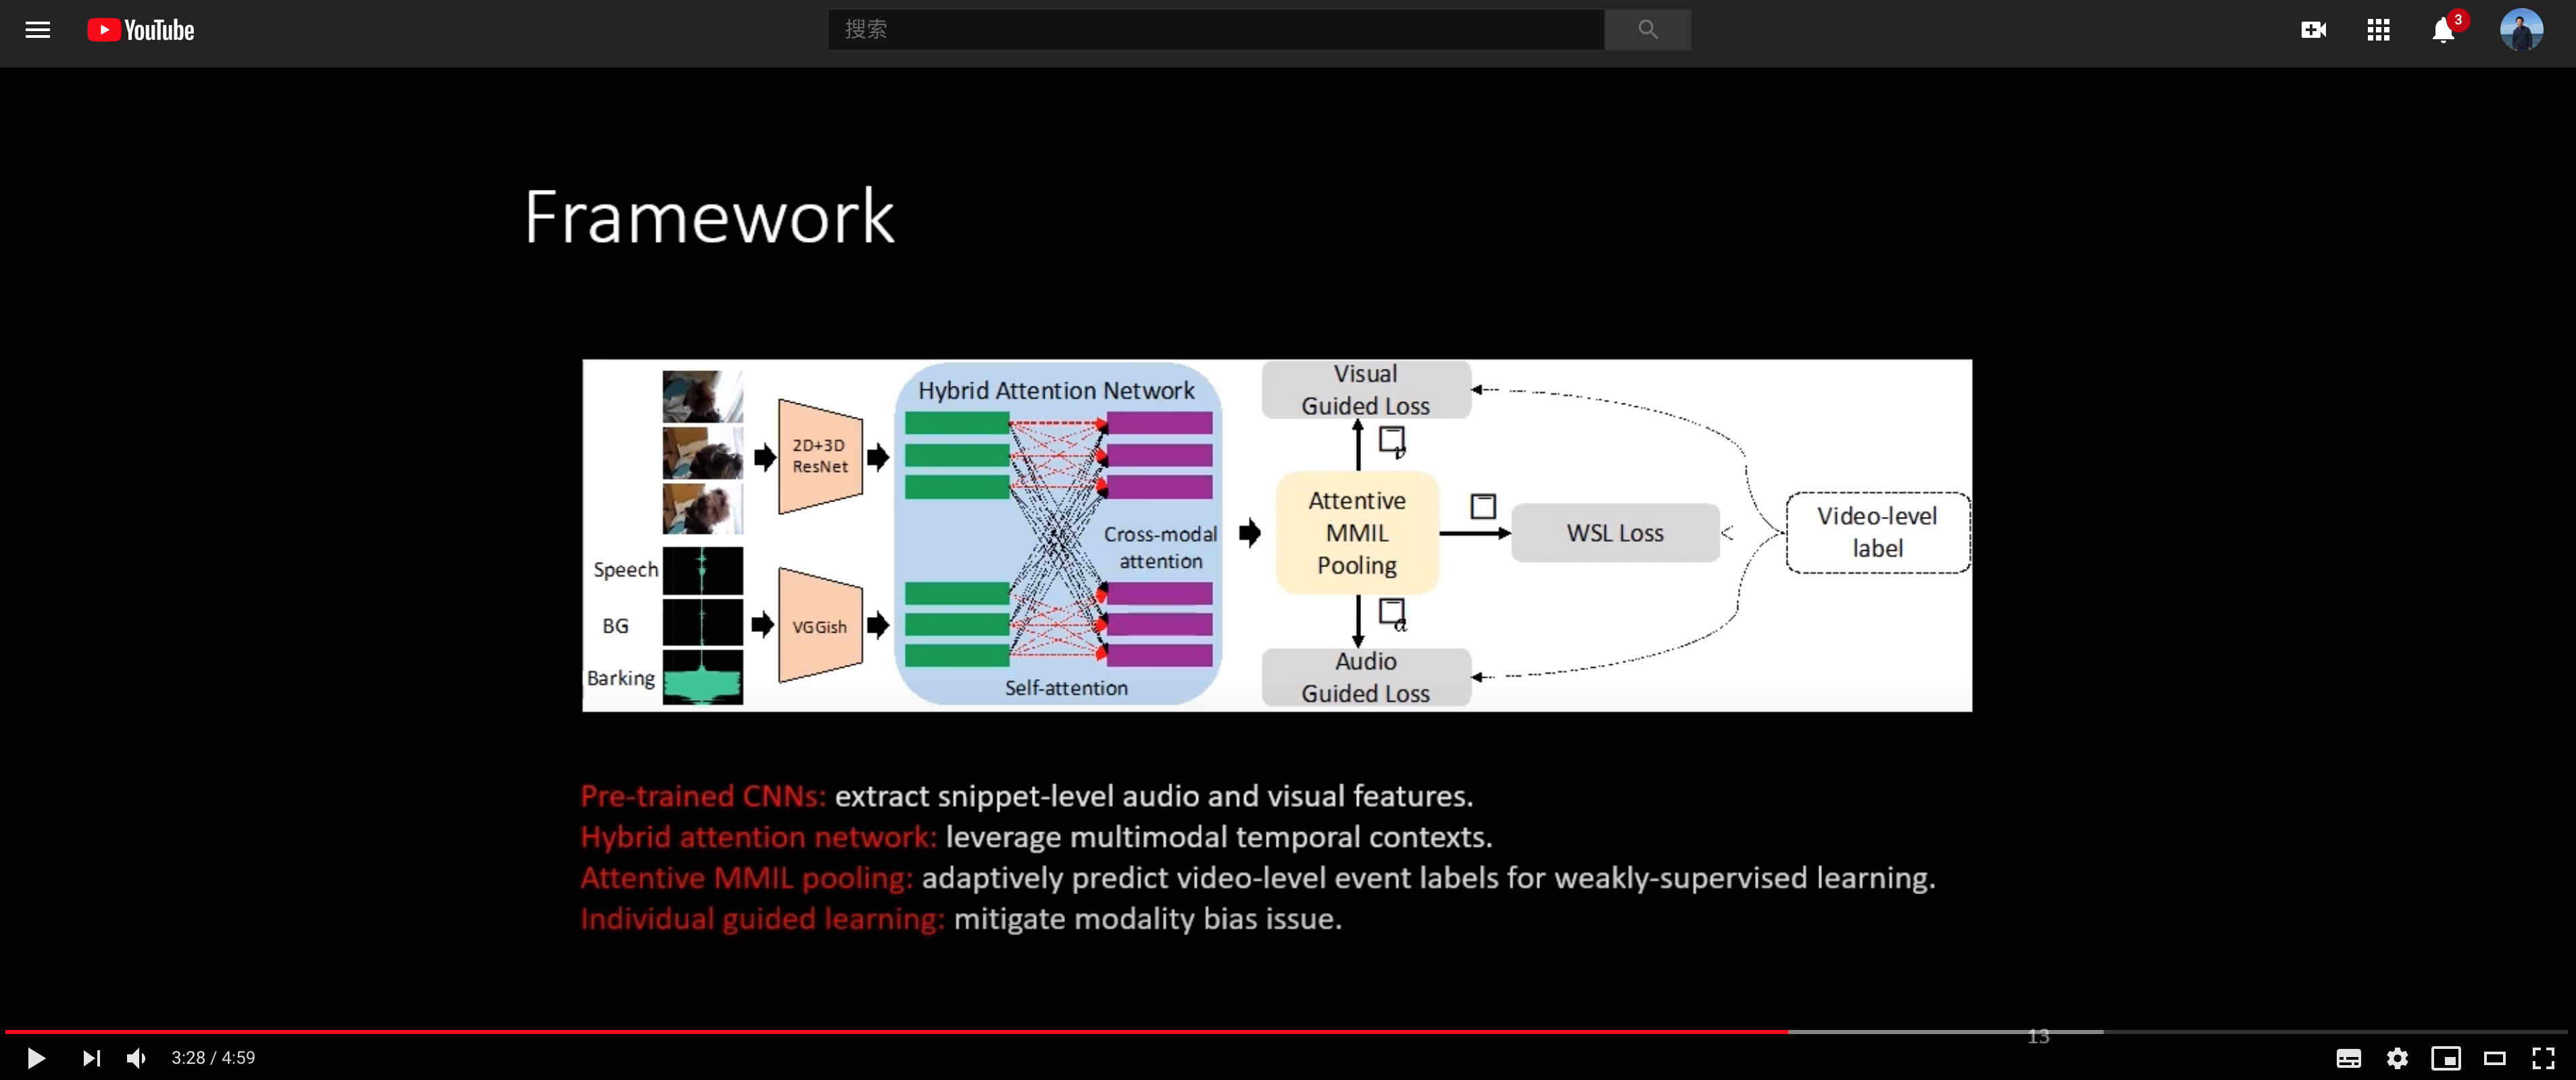 YouTube
搜索
3
Framework
Hybrid Attention Network
2D+3D
ResNet
Speech
BG
Barking
VGGish
Cross-modal
attention
Self-attention
Visual
Guided Loss
v
Attentive
MMIL
Pooling
WSL Loss
Video-level
label
a
Audio
Guided Loss
Pre-trained CNNs: extract snippet-level audio and visual features.
Hybrid attention network: leverage multimodal temporal contexts.
Attentive MMIL pooling: adaptively predict video-level event labels for weakly-supervised learning.
Individual guided learning: mitigate modality bias issue.
13
3:28 / 4:59